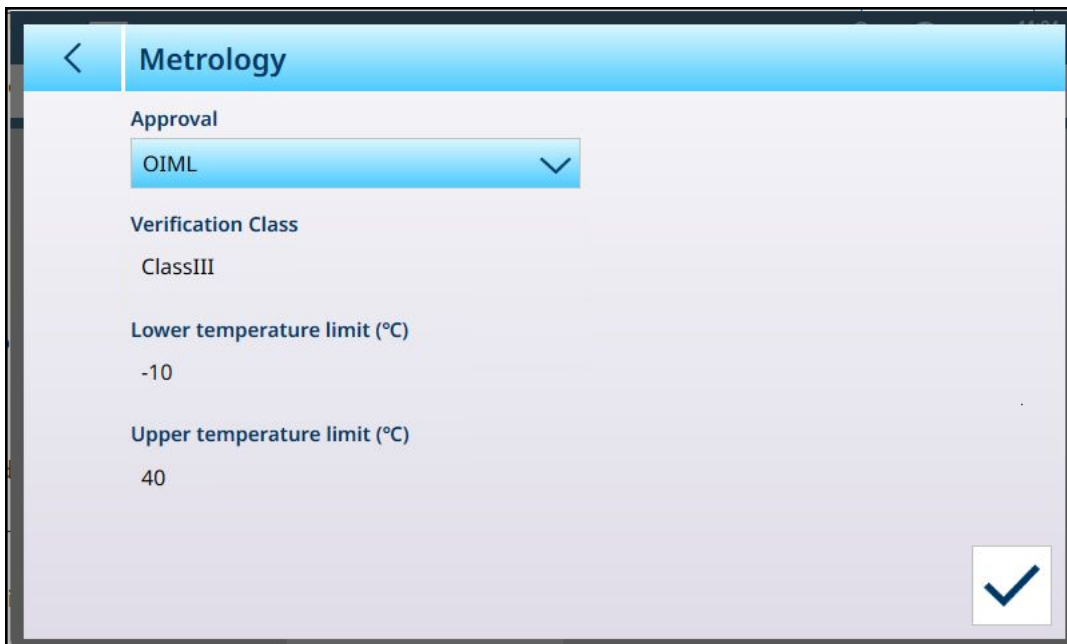 Metrology
Approval
OIML
Verification Class
ClassIII
Lower temperature limit (°C)
-10
Upper temperature limit (°C)
40